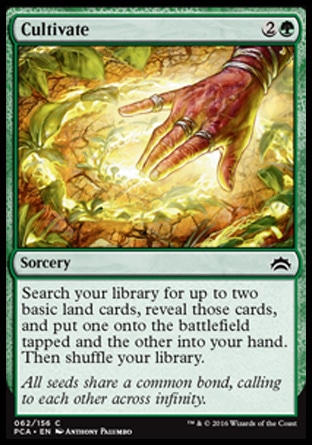 Cultivate 2
Sorcery
Search your library for up to two
basic land cards, reveal those cards,
and put one onto the battlefield
tapped and the other into your hand.
Then shuffle your library.
All seeds share a common bond, calling
to each other across infinity.
062/156 C
PCA • EN Anthony Palumbo ™ & © 2016 Wizards of the Coast